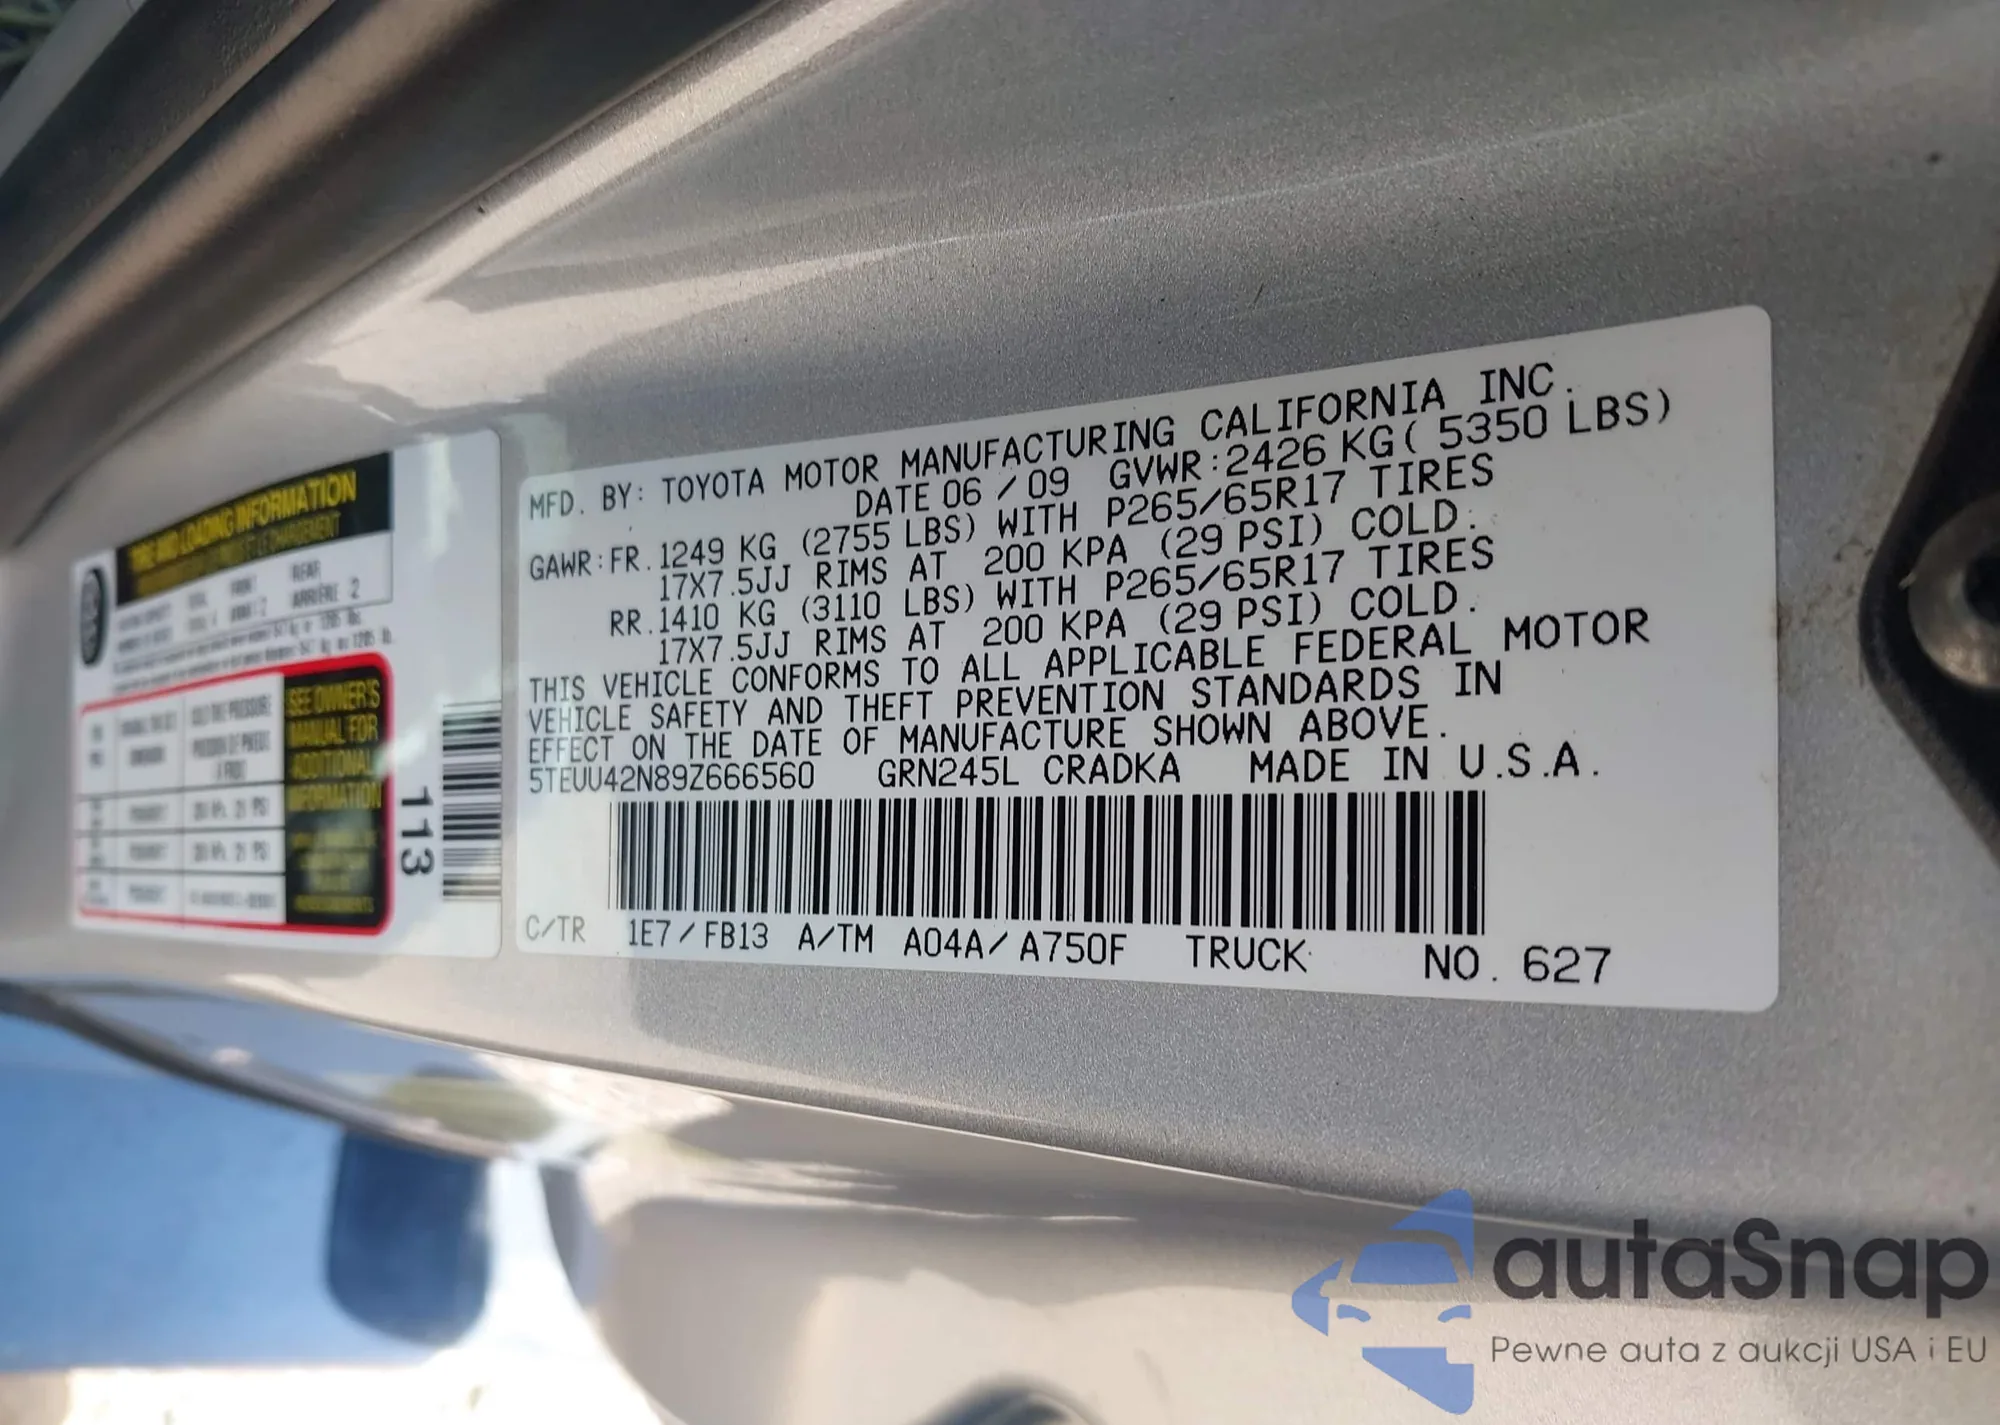 TIRE AND LOADING INFORMATION
REAR
ARRIÈRE 2
SEE OWNER'S
MANUAL FOR
ADDITIONAL
INFORMATION
113
MFD. BY: TOYOTA MOTOR MANUFACTURING CALIFORNIA INC.
DATE 06/09 GVWR:2426 KG( 5350 LBS)
GAWR:FR.1249 KG (2755 LBS) WITH P265/65R17 TIRES
17X7.5JJ RIMS AT 200 KPA (29 PSI) COLD.
RR.1410 KG (3110 LBS) WITH P265/65R17 TIRES
17X7.5JJ RIMS AT 200 KPA (29 PSI) COLD.
THIS VEHICLE CONFORMS TO ALL APPLICABLE FEDERAL MOTOR
VEHICLE SAFETY AND THEFT PREVENTION STANDARDS IN
EFFECT ON THE DATE OF MANUFACTURE SHOWN ABOVE.
5TEUU42N89Z666560 GRN245L CRADKA MADE IN U.S.A.
C/TR 1E7/FB13 A/TM A04A/A750F TRUCK NO. 627
autaSnap
Pewne auta z aukcji USA i EU